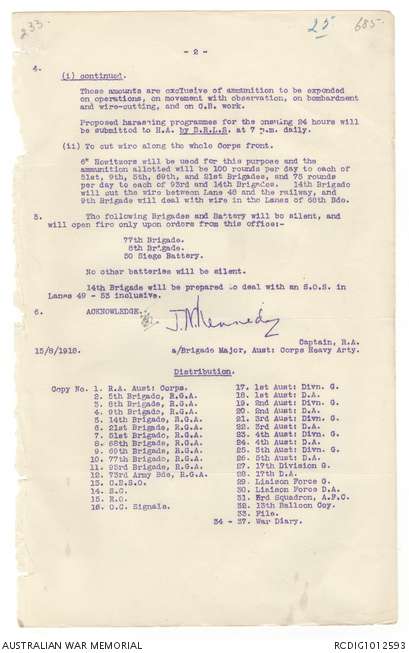 233.
25
685
- 2 -
4.
(i) continued.
These amounts are exclusive of ammunition to be expended
on operations, on movement with observation, on bombardment
and wire-cutting, and on C.B. work.
Proposed harassing programmes for the ensuing 24 hours will
be submitted to H.A. by D.R.L.S. at 7 p.m. daily.
(ii) To cut wire along the whole Corps front.
6" Howitzers will be used for this purpose and the
ammunition allotted will be 100 rounds per day to each of
51st, 9th, 5th, 69th, and 21st Brigades, and 75 rounds
per day to each of 93rd and 14th Brigades. 14th Brigade
will cut the wire between Lane 48 and the railway, and
9th Brigade will deal with wire in the Lanes of 68th Bde.
5. The following Brigades and Battery will be silent, and
will open fire only upon orders from this office:-
77th Brigade.
8th Brigade.
50 Siege Battery.
No other batteries will be silent.
14th Brigade will be prepared to deal with an S.O.S. in
Lanes 49 - 53 inclusive.
6. ACKNOWLEDGE.
J.N. Kennedy
Captain, R.A.
15/8/1918. a/Brigade Major, Aust: Corps Heavy Arty.
Distribution.
Copy No. 1. R.A. Aust: Corps.
2. 5th Brigade, R.G.A.
3. 8th Brigade, R.G.A.
4. 9th Brigade, R.G.A.
5. 14th Brigade, R.G.A.
6. 21st Brigade, R.G.A.
7. 51st Brigade, R.G.A.
8. 68th Brigade, R.G.A.
9. 69th Brigade, R.G.A.
10. 77th Brigade, R.G.A.
11. 93rd Brigade, R.G.A.
12. 73rd Army Bde, R.G.A.
13. C.B.S.O.
14. S.C.
15. R.O.
16. O.C. Signals.
17. 1st Aust: Divn. G.
18. 1st Aust: D.A.
19. 2nd Aust: Divn. G.
20. 2nd Aust: D.A.
21. 3rd Aust: Divn. G.
22. 3rd Aust: D.A.
23. 4th Aust: Divn. G.
24. 4th Aust: D.A.
25. 5th Aust: Divn. G.
26. 5th Aust: D.A.
27. 17th Division G.
28. 17th D.A.
29. Liaison Force G.
30. Liaison Force D.A.
31. 3rd Squadron, A.F.C.
32. 13th Balloon Coy.
33. File.
34 - 37. War Diary.
AUSTRALIAN WAR MEMORIAL
RCDIG1012593